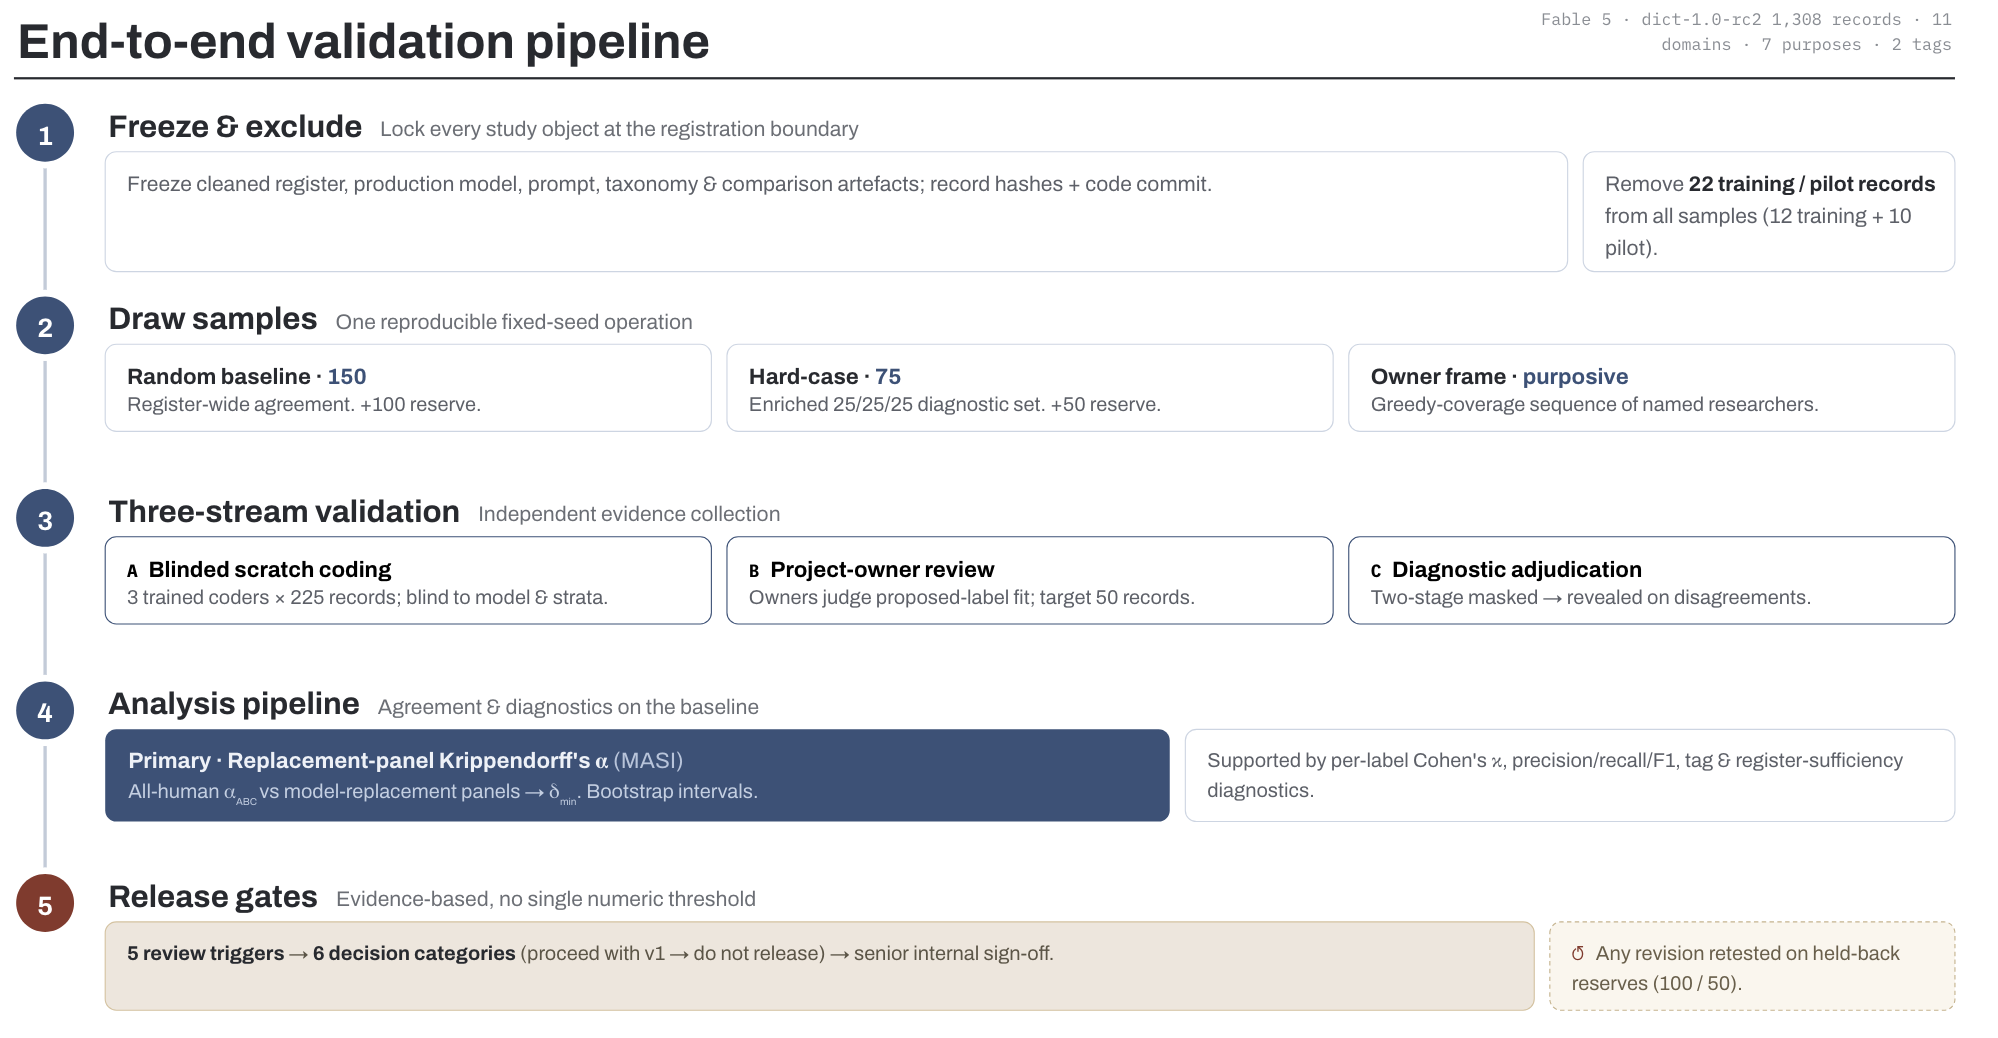 End-to-end validation pipeline
Fable 5 · dict-1.0-rc2 1,308 records · 11
domains · 7 purposes · 2 tags
1
Freeze & exclude Lock every study object at the registration boundary
Freeze cleaned register, production model, prompt, taxonomy & comparison artefacts; record hashes + code commit.
Remove 22 training / pilot records
from all samples (12 training + 10
pilot).
2
Draw samples One reproducible fixed-seed operation
Random baseline · 150
Register-wide agreement. +100 reserve.
Hard-case · 75
Enriched 25/25/25 diagnostic set. +50 reserve.
Owner frame · purposive
Greedy-coverage sequence of named researchers.
3
Three-stream validation Independent evidence collection
A Blinded scratch coding
3 trained coders × 225 records; blind to model & strata.
B Project-owner review
Owners judge proposed-label fit; target 50 records.
C Diagnostic adjudication
Two-stage masked → revealed on disagreements.
4
Analysis pipeline Agreement & diagnostics on the baseline
Primary · Replacement-panel Krippendorff's α (MASI)
All-human α ABC vs model-replacement panels → δ min. Bootstrap intervals.
Supported by per-label Cohen's ϰ, precision/recall/F1, tag & register-sufficiency
diagnostics.
5
Release gates Evidence-based, no single numeric threshold
5 review triggers → 6 decision categories (proceed with v1 → do not release) → senior internal sign-off.
↺ Any revision retested on held-back
reserves (100 / 50).